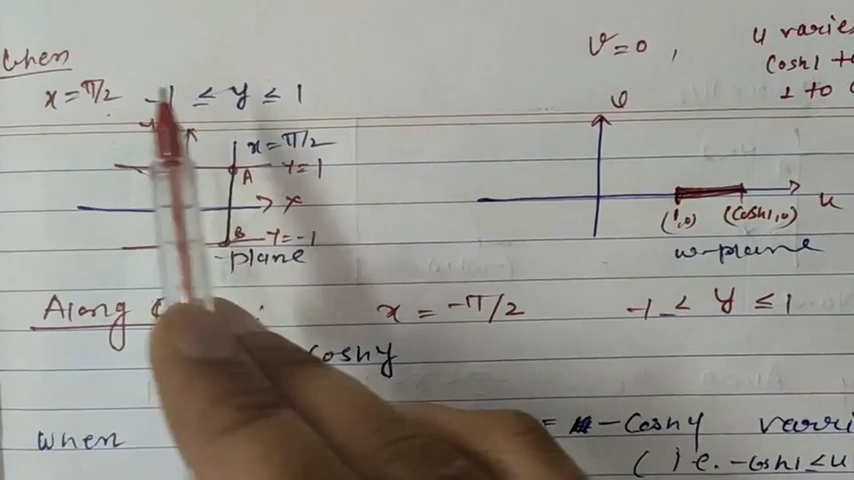 When
V=0 , u varies
x=π/2 -1 ≤ y ≤ 1
cosh1 to
1 to
x=π/2
Y=1
A
x
B
Y=-1
-plane
v
u
(1,0) (cosh1,0)
w-plane
Along x = -π/2 -1 ≤ y ≤ 1
coshy
when = -coshy varri
(i.e. -cosh1≤u